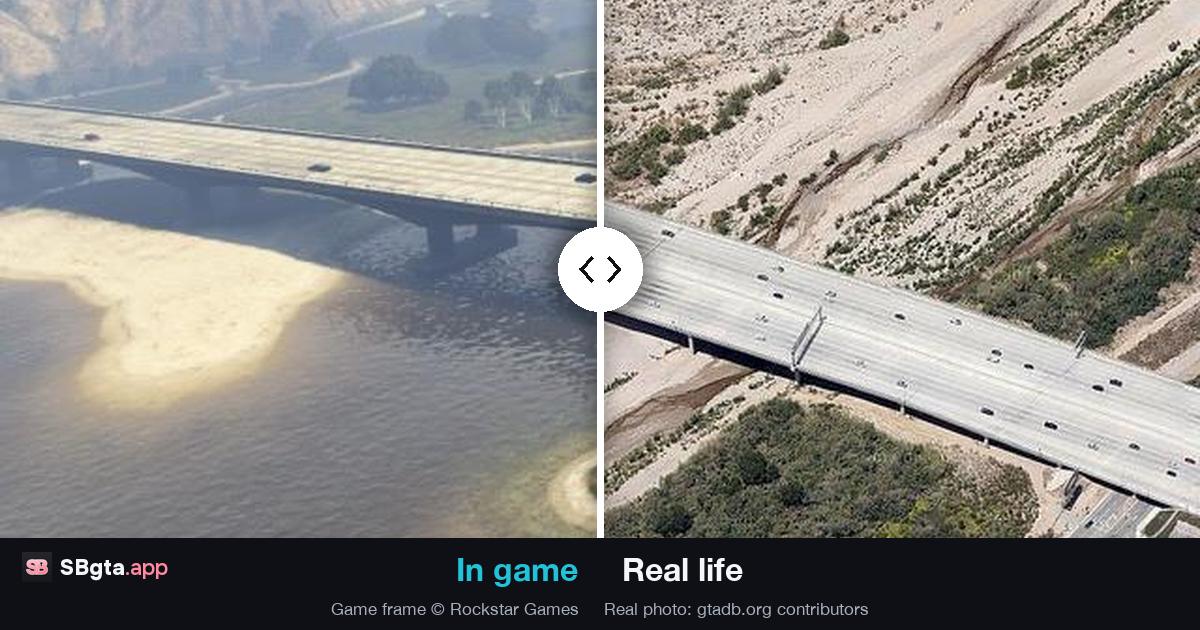 SB SBgta.app
In game
Real life
Game frame © Rockstar Games
Real photo: gtadb.org contributors